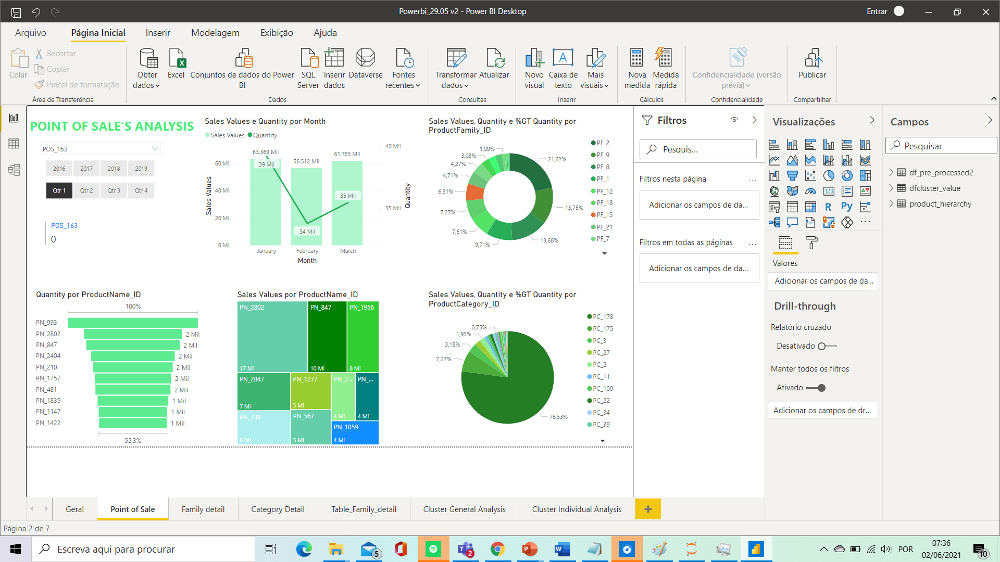 Powerbi_29.05 v2 - Power BI Desktop
Entrar
Arquivo
Página Inicial
Inserir
Modelagem
Exibição
Ajuda
Colar
Recortar
Copiar
Pincel de formatação
Área de Transferência
Obter dados
Excel
Conjuntos de dados do Power BI
SQL Server
Inserir dados
Dataverse
Fontes recentes
Dados
Transformar dados
Atualizar
Consultas
Novo visual
Caixa de texto
Mais visuais
Inserir
Nova medida
Medida rápida
Cálculos
Confidencialidade (versão prévia)
Confidencialidade
Publicar
Compartilhar
POINT OF SALE'S ANALYSIS
POS_163
2016
2017
2018
2019
Qtr 1
Qtr 2
Qtr 3
Qtr 4
POS_163
0
Sales Values e Quantity por Month
Sales Values
Quantity
63.369 Mil
56.512 Mil
61.785 Mil
39 Mil
34 Mil
35 Mil
60 Mi
40 Mi
20 Mi
0 Mi
40 Mil
35 Mil
Sales Values
Quantity
January
February
March
Month
Sales Values, Quantity e %GT Quantity por
ProductFamily_ID
1,09%
3,03%
4,27%
4,71%
6,31%
7,27%
7,61%
9,71%
13,68%
13,75%
21,62%
PF_2
PF_9
PF_8
PF_1
PF_12
PF_18
PF_15
PF_21
PF_7
Quantity por ProductName_ID
100%
PN_993
PN_2802
2 Mil
PN_847
2 Mil
PN_2404
2 Mil
PN_210
2 Mil
PN_1757
2 Mil
PN_481
2 Mil
PN_1839
1 Mil
PN_1147
1 Mil
PN_1422
1 Mil
52,3%
Sales Values por ProductName_ID
PN_2802
17 Mi
PN_847
10 Mi
PN_1956
8 Mi
PN_2847
7 Mi
PN_1277
5 Mi
PN_2...
4 Mi
PN_...
4 Mi
PN_738
6 Mi
PN_567
5 Mi
PN_1059
4 Mi
Sales Values, Quantity e %GT Quantity por
ProductCategory_ID
0,75%
1,93%
3,18%
7,27%
76,53%
PC_178
PC_175
PC_3
PC_27
PC_2
PC_11
PC_109
PC_22
PC_34
PC_39
Filtros
Pesquis...
Filtros nesta página
...
Adicionar os campos de da...
Filtros em todas as páginas
...
Adicionar os campos de da...
Visualizações
123
R
Py
...
Valores
Adicionar os campos de da...
Drill-through
Relatório cruzado
Desativado
Manter todos os filtros
Ativado
Adicionar os campos de dr...
Campos
Pesquisar
df_pre_processed2
dfcluster_value
product_hierarchy
Geral
Point of Sale
Family detail
Category Detail
Table_Family_detail
Cluster General Analysis
Cluster Individual Analysis
+
Página 2 de 7
Escreva aqui para procurar
5
2
POR
07:36
02/06/2021
10